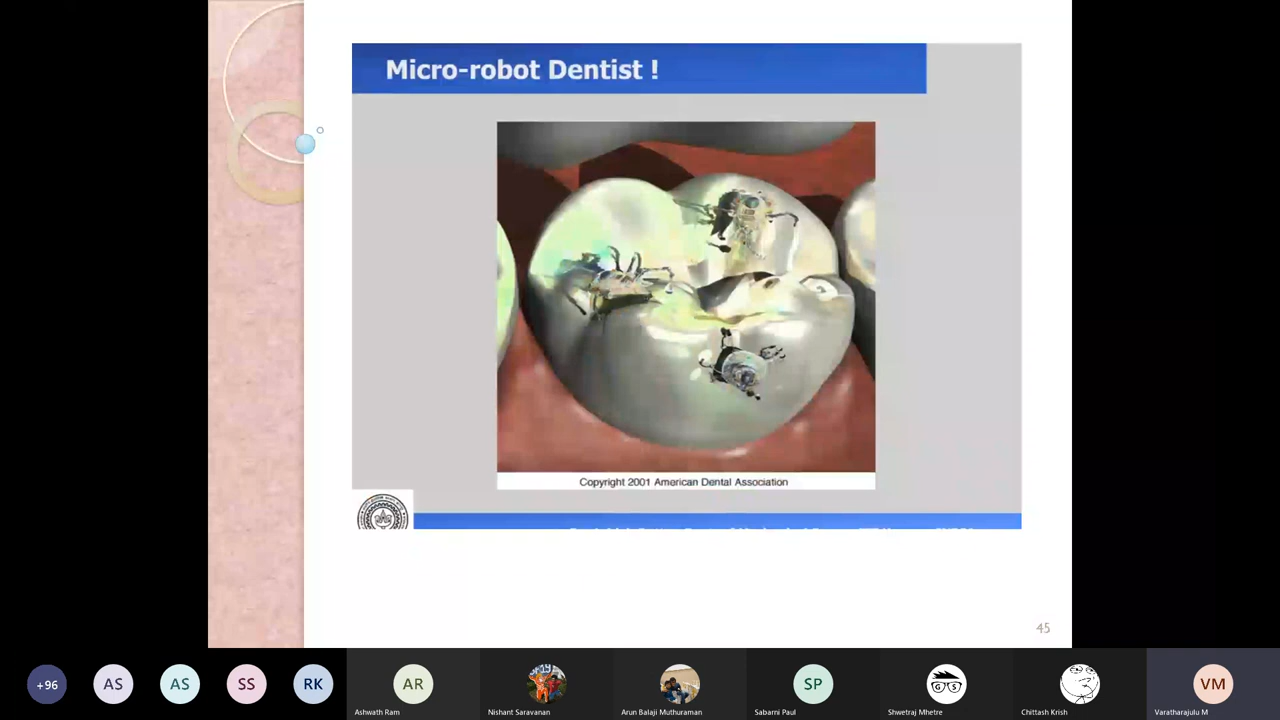 Micro-robot Dentist !
Copyright 2001 American Dental Association
45
+96
AS
AS
SS
RK
AR
SP
VM
Ashwath Ram
Nishant Saravanan
Arun Balaji Muthuraman
Sabarni Paul
Shwetraj Mhetre
Chittash Krish
Varatharajulu M